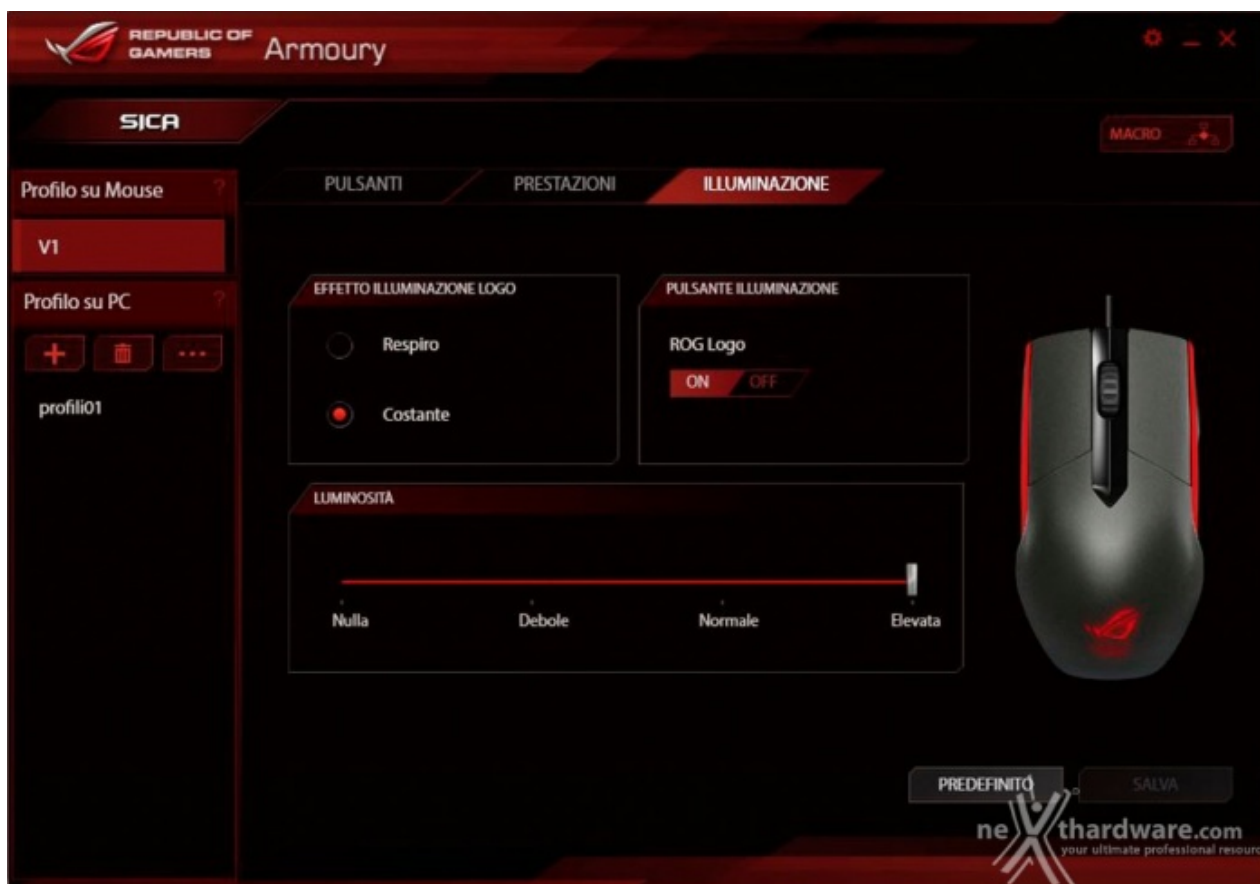 REPUBLIC OF
GAMERS
Armoury
SICA
MACRO
Profilo su Mouse ?
PULSANTI PRESTAZIONI ILLUMINAZIONE
V1
Profilo su PC ?
EFFETTO ILLUMINAZIONE LOGO
Respiro
Costante
PULSANTE ILLUMINAZIONE
ROG Logo
ON OFF
profili01
LUMINOSITÀ
Nulla Debole Normale Elevata
PREDEFINITO SALVA
nexthardware.com
your ultimate professional resourc